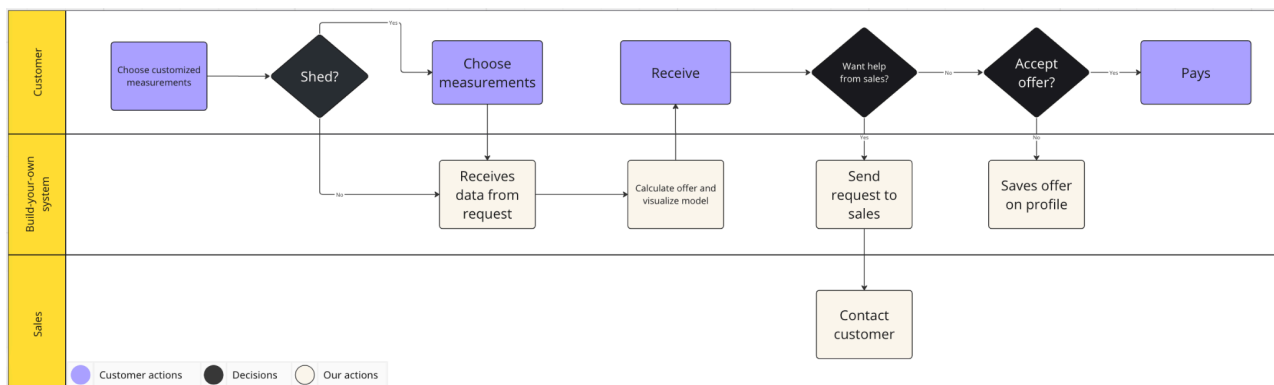 Customer
Choose customized
measurements
Shed?
Yes
No
Choose
measurements
Receive
Want help
from sales?
No
Yes
Accept
offer?
Yes
No
Pays
Build-your-own
system
Receives
data from
request
Calculate offer and
visualize model
Send
request to
sales
Saves offer
on profile
Sales
Contact
customer
Customer actions
Decisions
Our actions